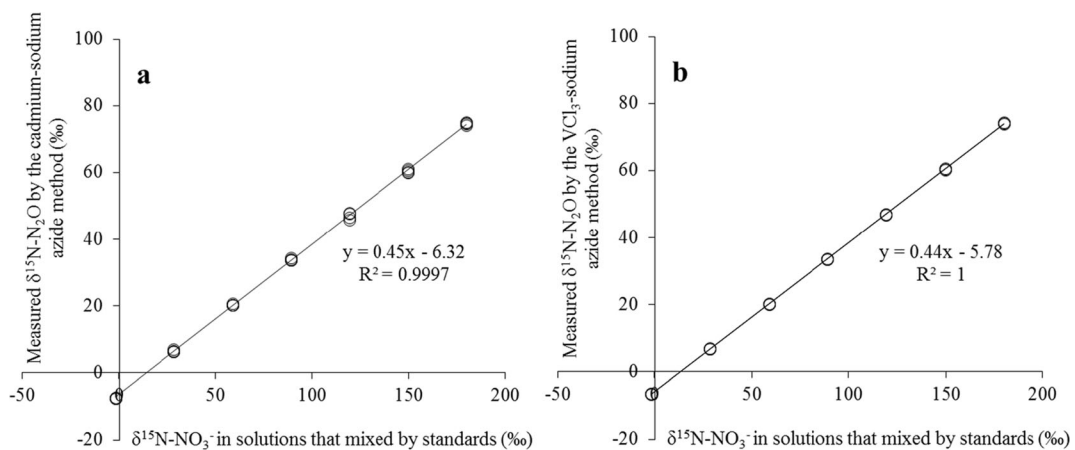 Measured δ¹⁵N-N₂O by the cadmium-sodium
azide method (‰)
100
80
60
40
20
0
-20
-50
0
50
100
150
200
a
y = 0.45x - 6.32
R² = 0.9997
δ¹⁵N-NO₃⁻ in solutions that mixed by standards (‰)
Measured δ¹⁵N-N₂O by the VCl₃-sodium
azide method (‰)
100
80
60
40
20
0
-20
-50
0
50
100
150
200
b
y = 0.44x - 5.78
R² = 1
δ¹⁵N-NO₃⁻ in solutions that mixed by standards (‰)